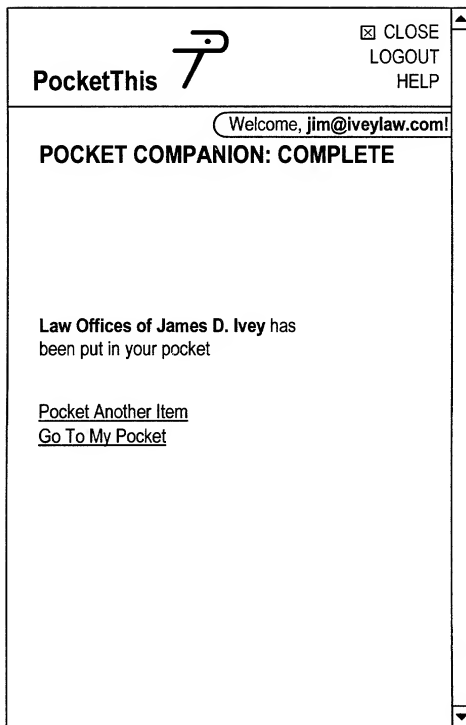 ☒ CLOSE
LOGOUT
PocketThis
HELP
Welcome, jim@iveylaw.com!
POCKET COMPANION: COMPLETE
Law Offices of James D. Ivey has
been put in your pocket
Pocket Another Item
Go To My Pocket